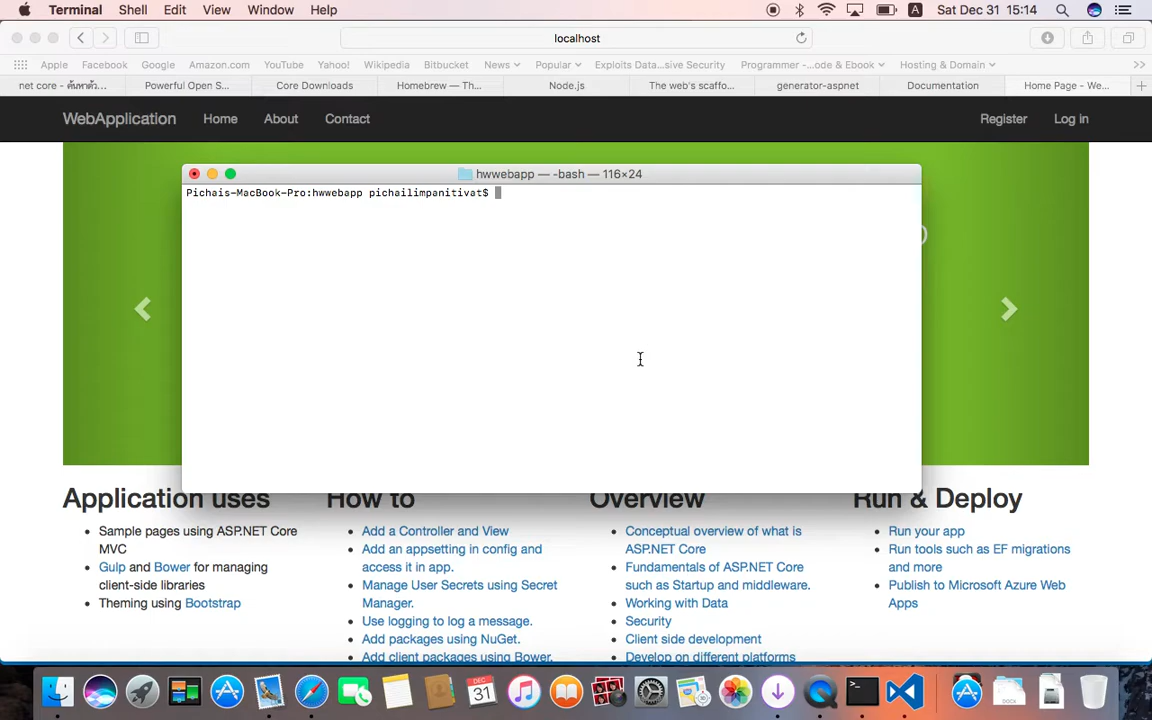 Terminal Shell Edit View Window Help A Sat Dec 31 15:14
localhost
Apple Facebook Google Amazon.com YouTube Yahoo! Wikipedia Bitbucket News Popular Exploits Data...sive Security Programmer -...ode & Ebook Hosting & Domain >>
net core - ค้นหาด้ว... Powerful Open S... Core Downloads Homebrew — Th... Node.js The web's scaffo... generator-aspnet Documentation Home Page - We... +
WebApplication Home About Contact Register Log in
hwwebapp — -bash — 116×24
Pichais-MacBook-Pro:hwwebapp pichailimpanitivat$
Application uses
Sample pages using ASP.NET Core
MVC
Gulp and Bower for managing
client-side libraries
Theming using Bootstrap
How to
Add a Controller and View
Add an appsetting in config and
access it in app.
Manage User Secrets using Secret
Manager.
Use logging to log a message.
Add packages using NuGet.
Add client packages using Bower.
Overview
Conceptual overview of what is
ASP.NET Core
Fundamentals of ASP.NET Core
such as Startup and middleware.
Working with Data
Security
Client side development
Develop on different platforms
Run & Deploy
Run your app
Run tools such as EF migrations
and more
Publish to Microsoft Azure Web
Apps
DEC
31
>_
DOCX